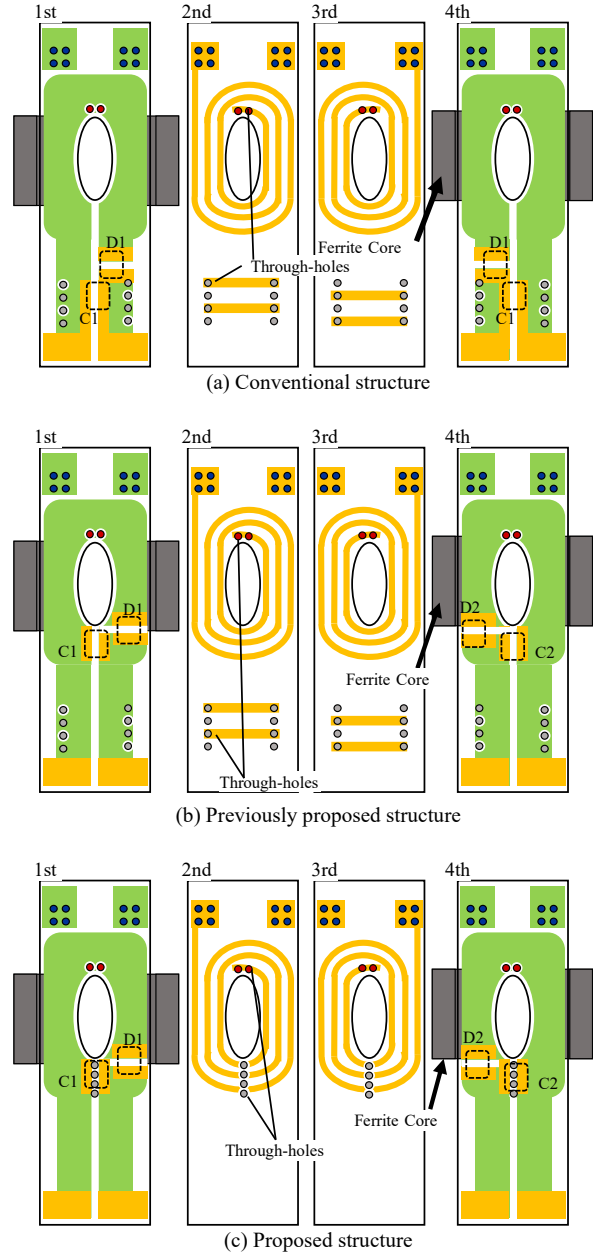 1st 2nd 3rd 4th
D1 D1
Ferrite Core
Through-holes
C1 C1
(a) Conventional structure
1st 2nd 3rd 4th
D1 D2
C1 C2
Ferrite Core
Through-holes
(b) Previously proposed structure
1st 2nd 3rd 4th
D1 D2
C1 C2
Ferrite Core
Through-holes
(c) Proposed structure